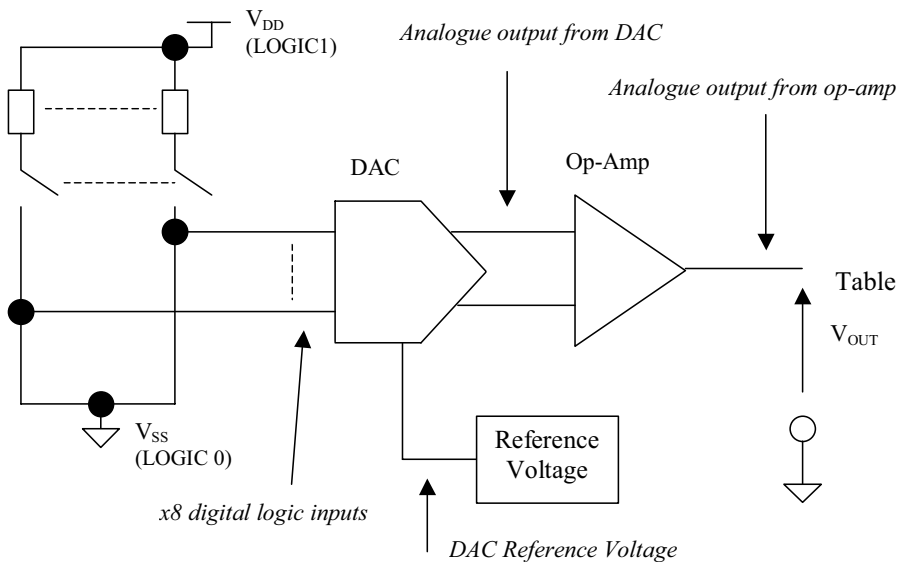 V_DD
(LOGIC1)
Analogue output from DAC
Analogue output from op-amp
DAC
Op-Amp
Table
V_OUT
V_SS
(LOGIC 0)
Reference
Voltage
x8 digital logic inputs
DAC Reference Voltage